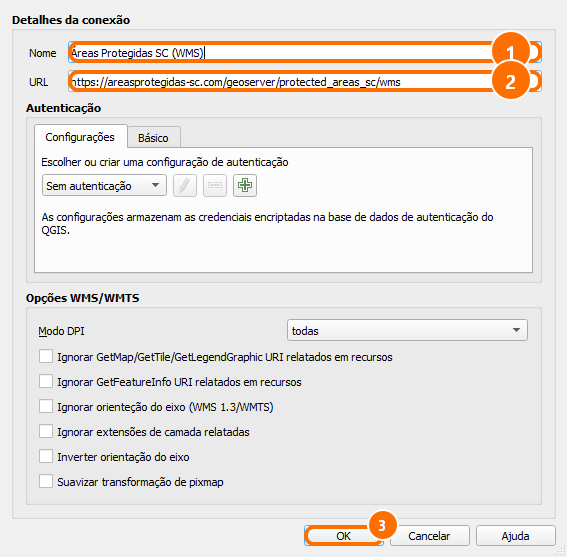 Detalhes da conexão
Nome Áreas Protegidas SC (WMS) 1
URL https://areasprotegidas-sc.com/geoserver/protected_areas_sc/wms 2
Autenticação
Configurações Básico
Escolher ou criar uma configuração de autenticação
Sem autenticação
As configurações armazenam as credenciais encriptadas na base de dados de autenticação do
QGIS.
Opções WMS/WMTS
Modo DPI todas
Ignorar GetMap/GetTile/GetLegendGraphic URI relatados em recursos
Ignorar GetFeatureInfo URI relatados em recursos
Ignorar orienteção do eixo (WMS 1.3/WMTS)
Ignorar extensões de camada relatadas
Inverter orientação do eixo
Suavizar transformação de pixmap
OK 3 Cancelar Ajuda